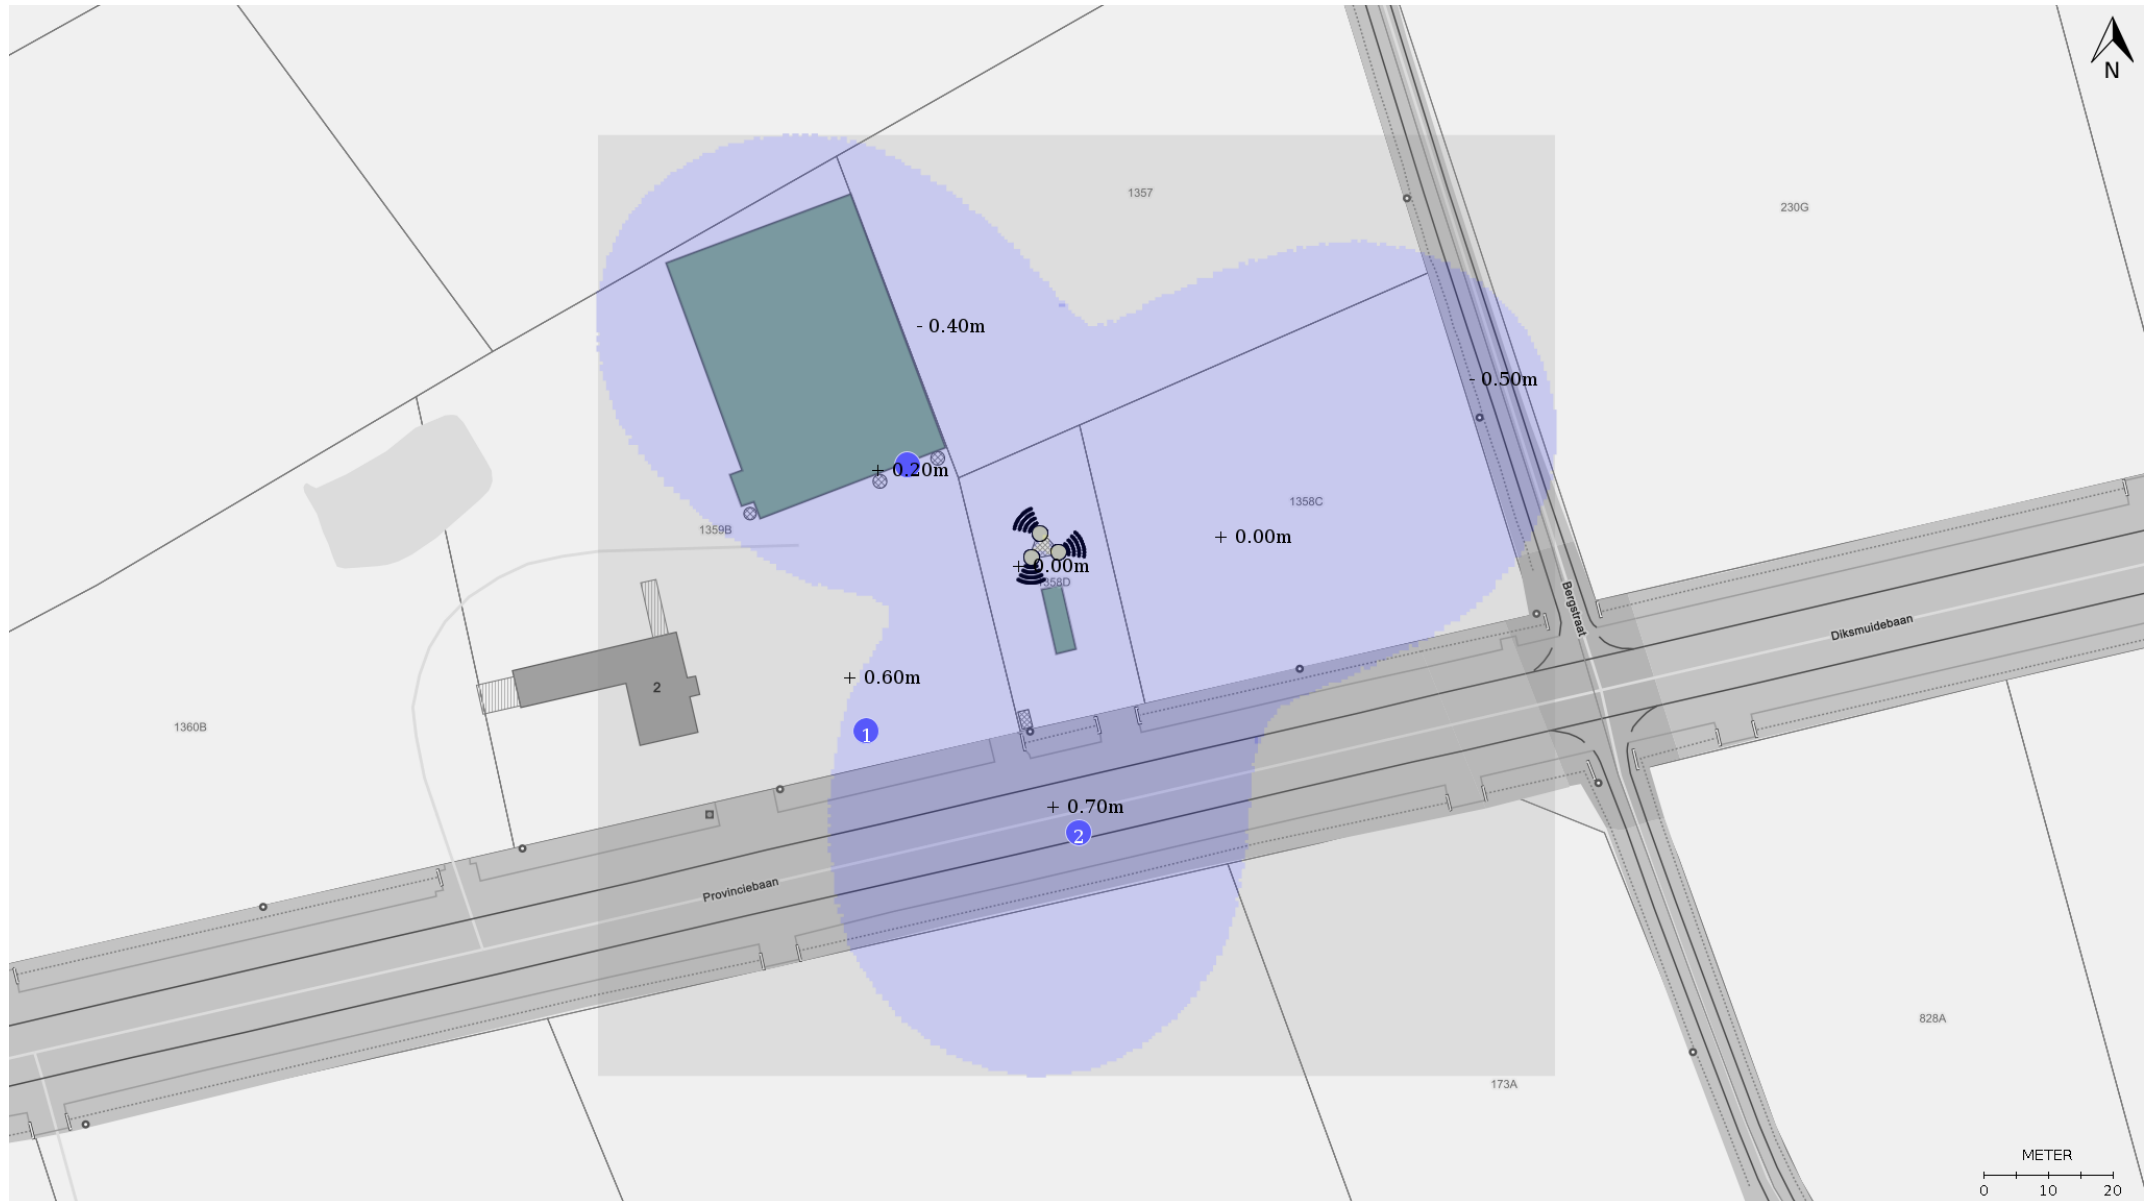 N
1357
230G
- 0.40m
- 0.50m
+ 0.20m
1358C
1359B
+ 0.00m
+ 0.00m
1358D
Bergstraat
Diksmuidebaan
+ 0.60m
2
1360B
1
+ 0.70m
2
Provinciebaan
828A
173A
METER
0 10 20